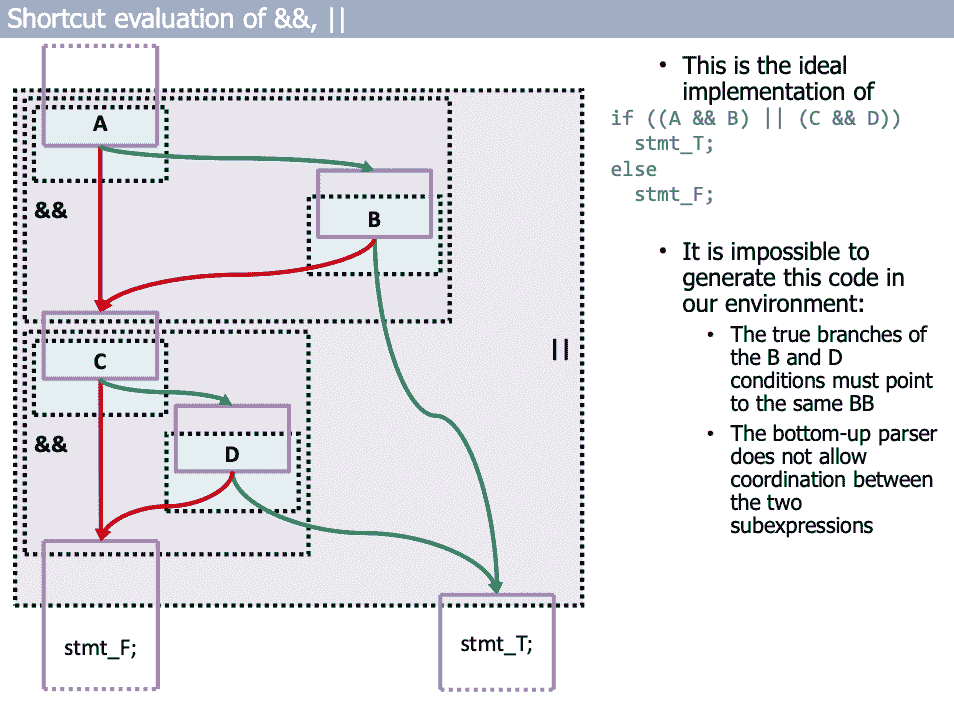 Shortcut evaluation of &&, ||
A
&&
B
C
||
&&
D
stmt_F;
stmt_T;
• This is the ideal
implementation of
if ((A && B) || (C && D))
stmt_T;
else
stmt_F;
• It is impossible to
generate this code in
our environment:
• The true branches of
the B and D
conditions must point
to the same BB
• The bottom-up parser
does not allow
coordination between
the two
subexpressions